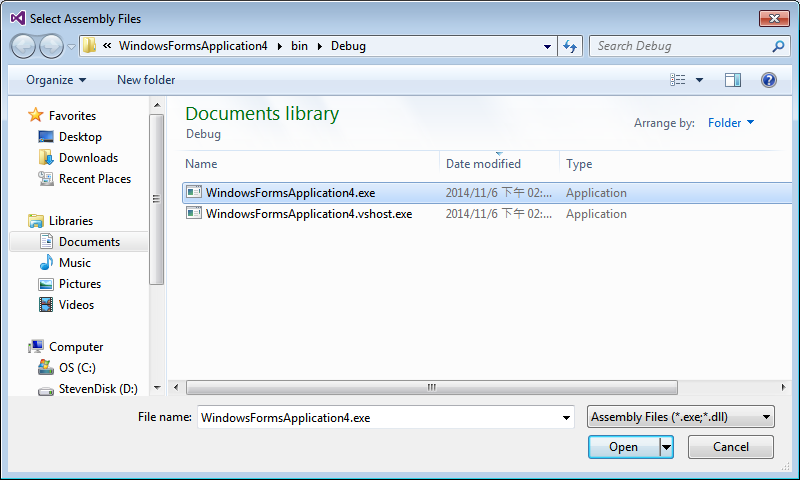 Select Assembly Files
« WindowsFormsApplication4 ▸ bin ▸ Debug
Search Debug
Organize ▾ New folder
Favorites
Desktop
Downloads
Recent Places
Libraries
Documents
Music
Pictures
Videos
Computer
OS (C:)
StevenDisk (D:)
Documents library
Debug
Arrange by: Folder ▾
Name Date modified Type
WindowsFormsApplication4.exe 2014/11/6 下午 02:... Application
WindowsFormsApplication4.vshost.exe 2014/11/6 下午 02:... Application
File name: WindowsFormsApplication4.exe Assembly Files (*.exe;*.dll)
Open Cancel